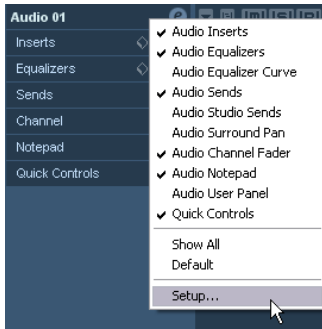 Audio 01
Inserts
Equalizers
Sends
Channel
Notepad
Quick Controls
Audio Inserts
Audio Equalizers
Audio Equalizer Curve
Audio Sends
Audio Studio Sends
Audio Surround Pan
Audio Channel Fader
Audio Notepad
Audio User Panel
Quick Controls
Show All
Default
Setup...